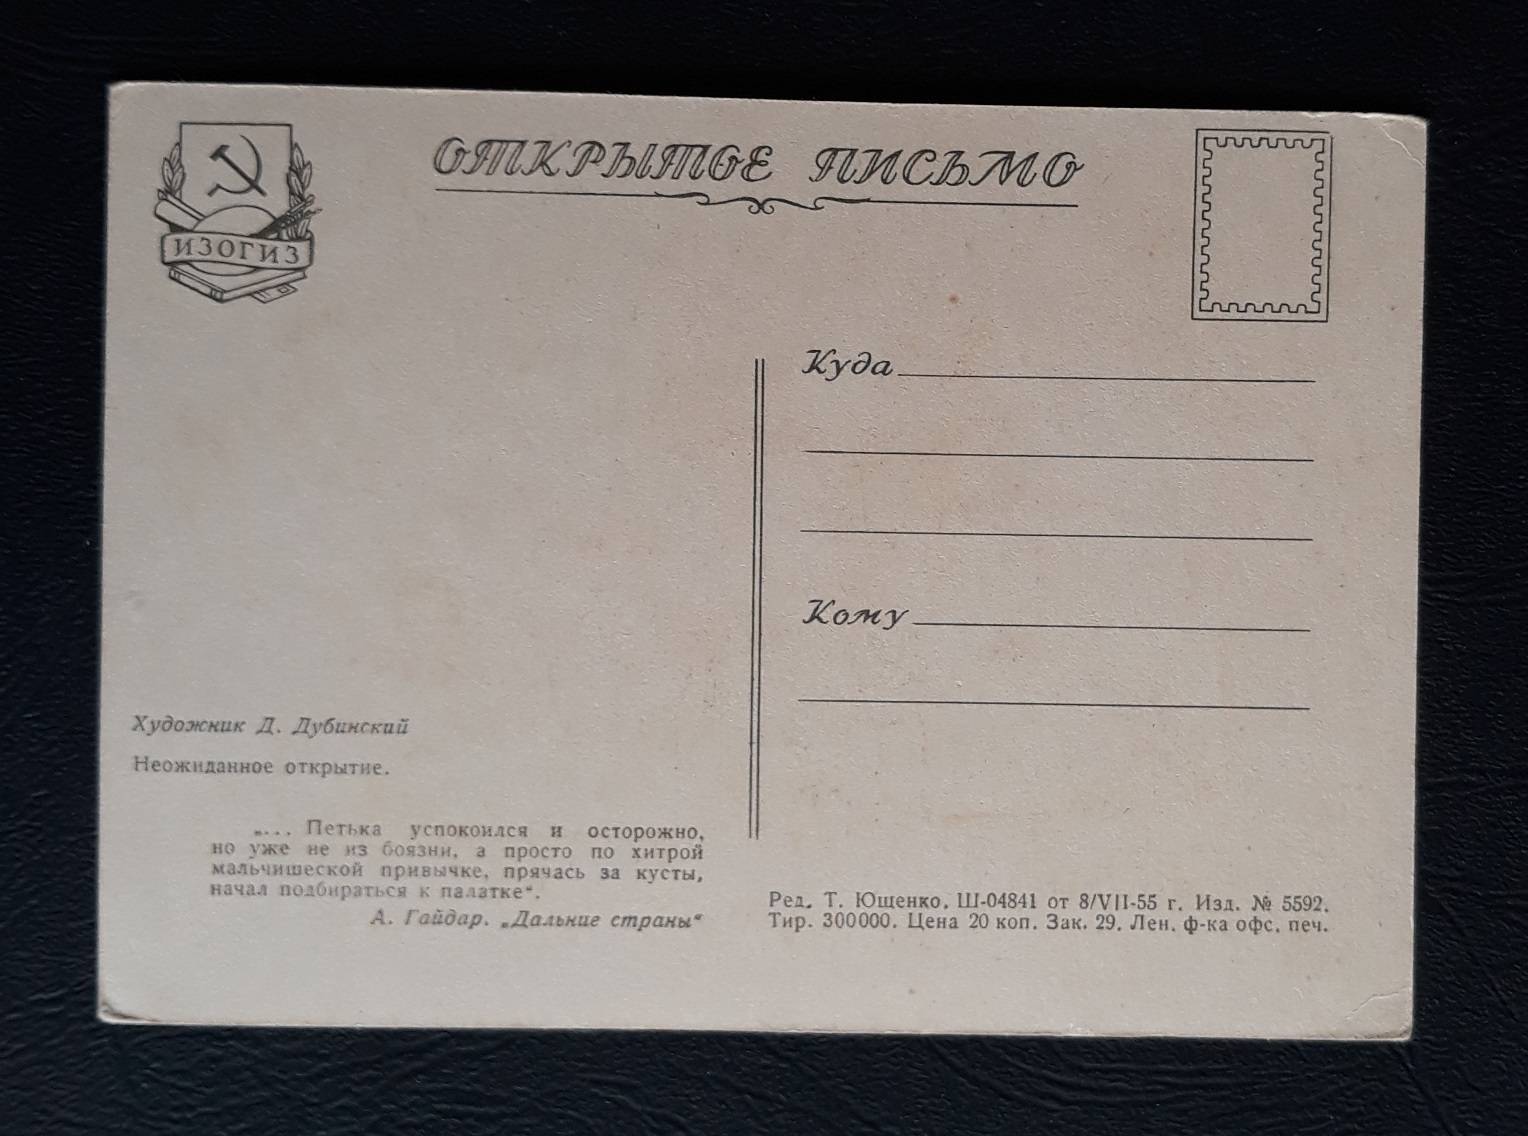 ОТКРЫТОЕ ПИСЬМО
ИЗОГИЗ
Куда
Кому
Художник Д. Дубинский
Неожиданное открытие.
„... Петька успокоился и осторожно,
но уже не из боязни, а просто по хитрой
мальчишеской привычке, прячась за кусты,
начал подбираться к палатке“.
А. Гайдар. „Дальние страны“
Ред. Т. Ющенко. Ш-04841 от 8/VII-55 г. Изд. № 5592.
Тир. 300000. Цена 20 коп. Зак. 29. Лен. ф-ка офс. печ.